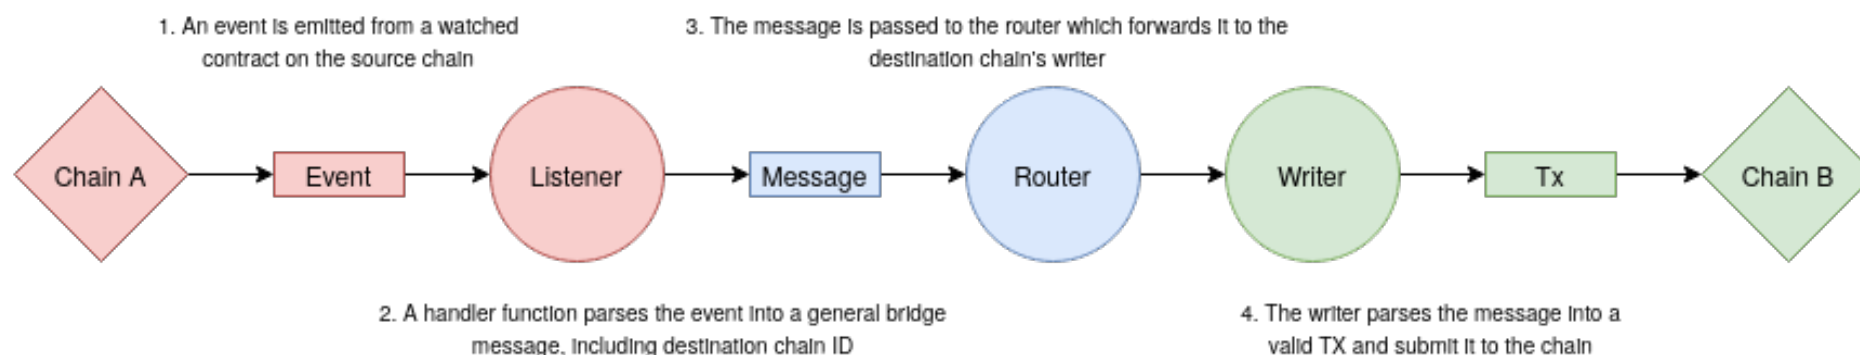 1. An event is emitted from a watched
contract on the source chain
3. The message is passed to the router which forwards it to the
destination chain's writer
Chain A
Event
Listener
Message
Router
Writer
Tx
Chain B
2. A handler function parses the event into a general bridge
message, including destination chain ID
4. The writer parses the message into a
valid TX and submit it to the chain